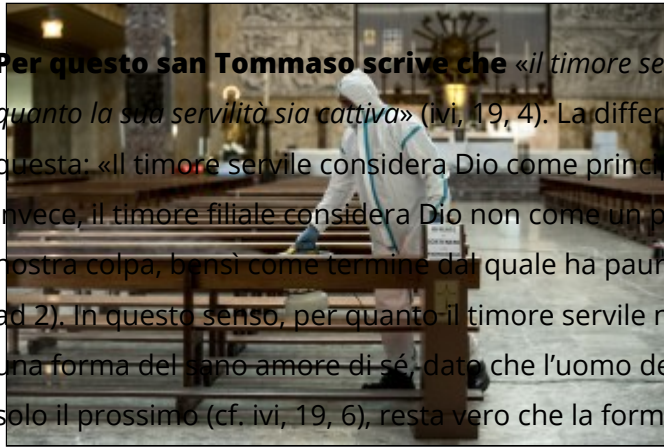 Per questo san Tommaso scrive che «il timore se
quanto la sua servilità sia cattiva» (ivi, 19, 4). La differ
questa: «Il timore servile considera Dio come princip
invece, il timore filiale considera Dio non come un p
nostra colpa, bensì come termine dal quale ha paur
ad 2). In questo senso, per quanto il timore servile n
una forma del sano amore di sé, dato che l’uomo de
solo il prossimo (cf. ivi, 19, 6), resta vero che la form